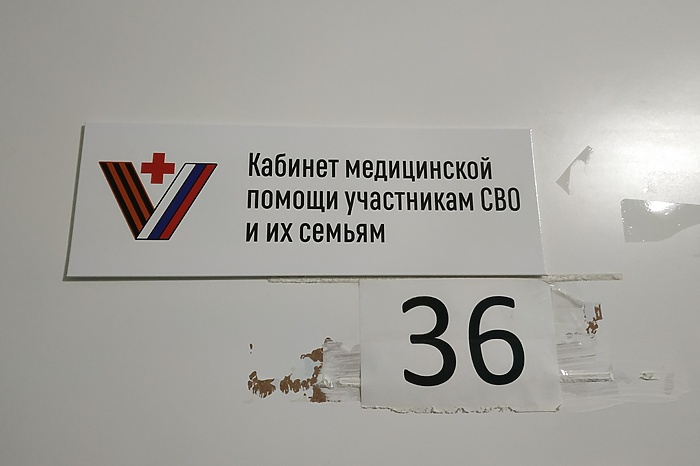 Кабинет медицинской
помощи участникам СВО
и их семьям
36